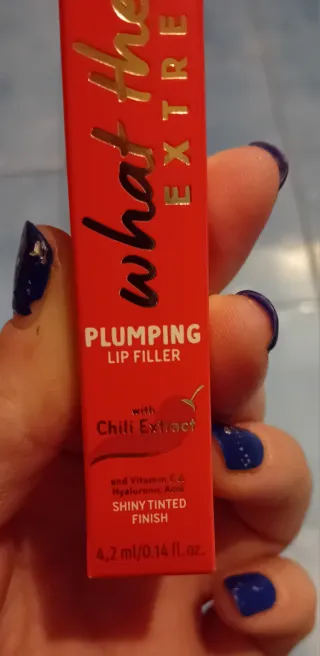 what the
EXTRE
PLUMPING
LIP FILLER
with
Chili Extract
and Vitamin E &
Hyaluronic Acid
SHINY TINTED
FINISH
4,2 ml/0.14 fl.oz.